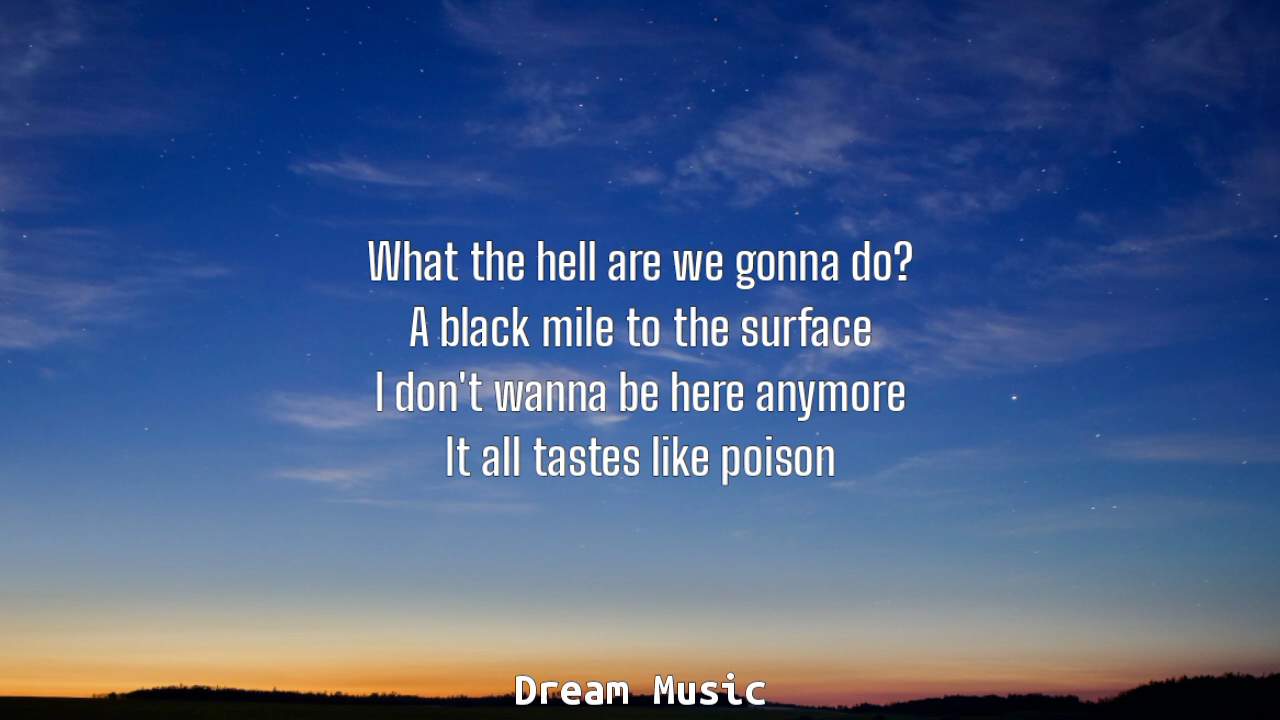 What the hell are we gonna do?
A black mile to the surface
I don't wanna be here anymore
It all tastes like poison
Dream Music